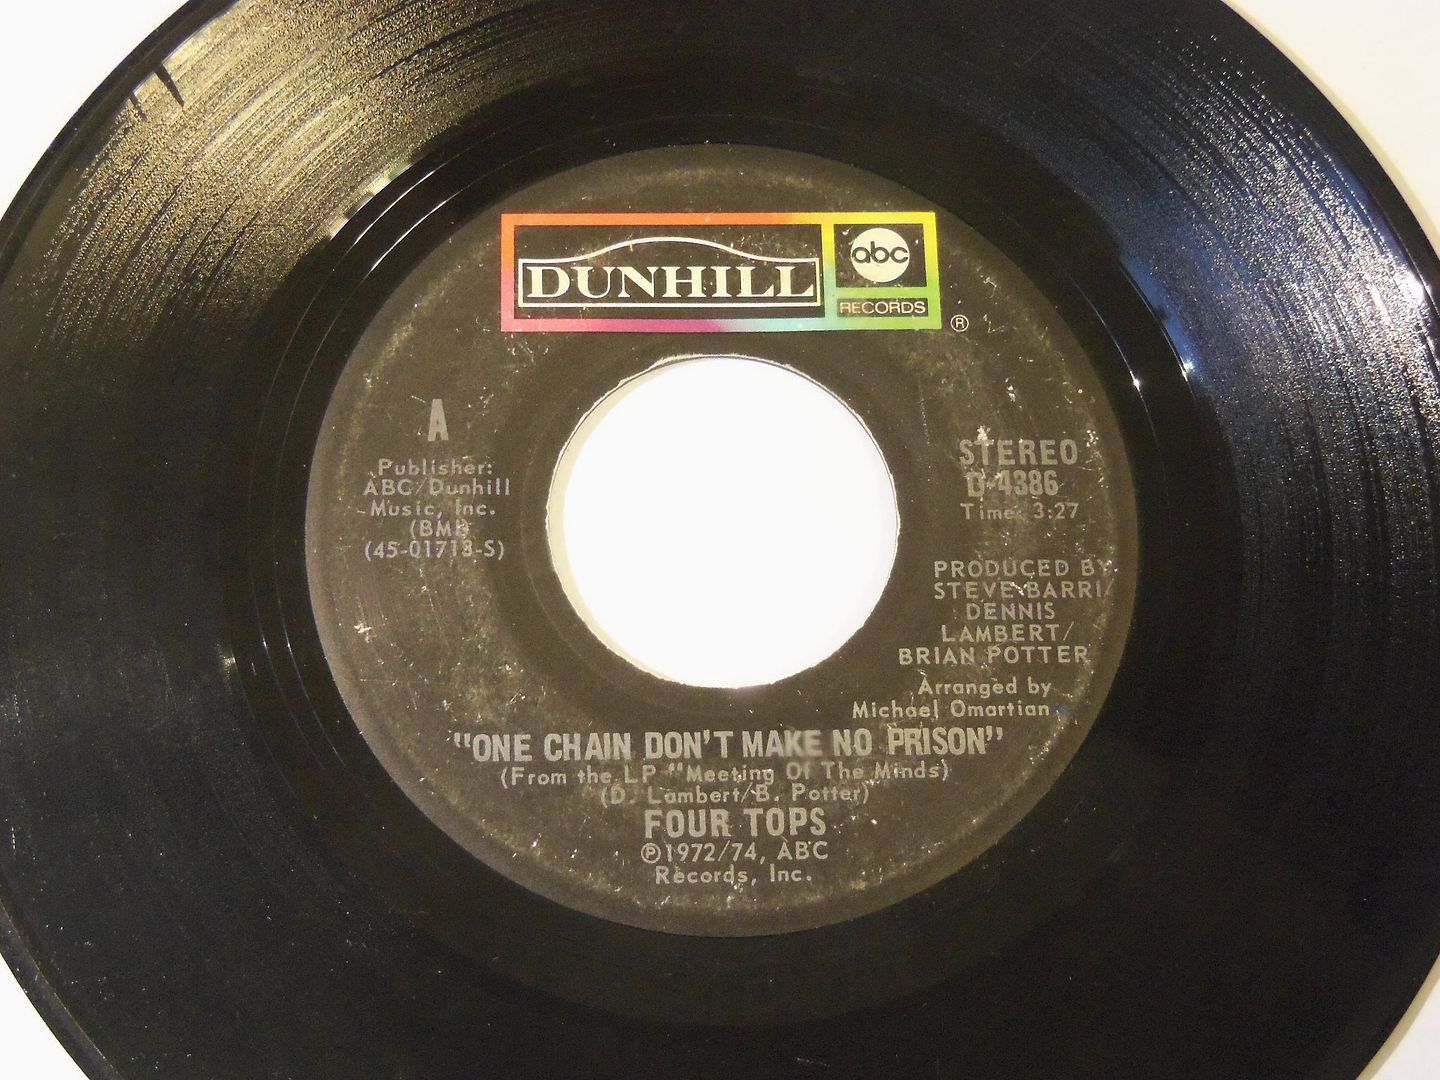 DUNHILL
abc
RECORDS
®
A
Publisher:
ABC/Dunhill
Music, Inc.
(BMI)
(45-01713-S)
STEREO
D-4386
Time: 3:27
PRODUCED BY
STEVE BARRI/
DENNIS
LAMBERT/
BRIAN POTTER
Arranged by
Michael Omartian
"ONE CHAIN DON'T MAKE NO PRISON"
(From the LP "Meeting Of The Minds)
(D. Lambert/B. Potter)
FOUR TOPS
℗1972/74, ABC
Records, Inc.